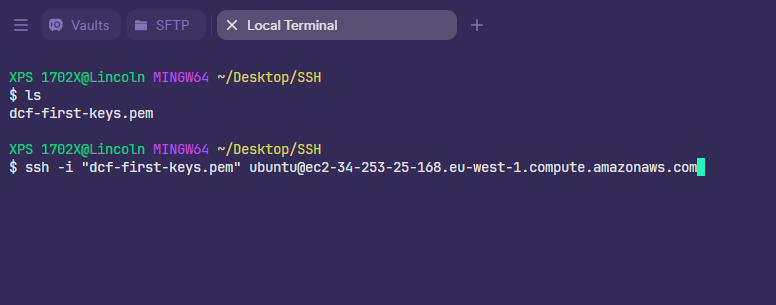 Vaults SFTP Local Terminal
XPS 1702X@Lincoln MINGW64 ~/Desktop/SSH
$ ls
dcf-first-keys.pem
XPS 1702X@Lincoln MINGW64 ~/Desktop/SSH
$ ssh -i "dcf-first-keys.pem" ubuntu@ec2-34-253-25-168.eu-west-1.compute.amazonaws.com